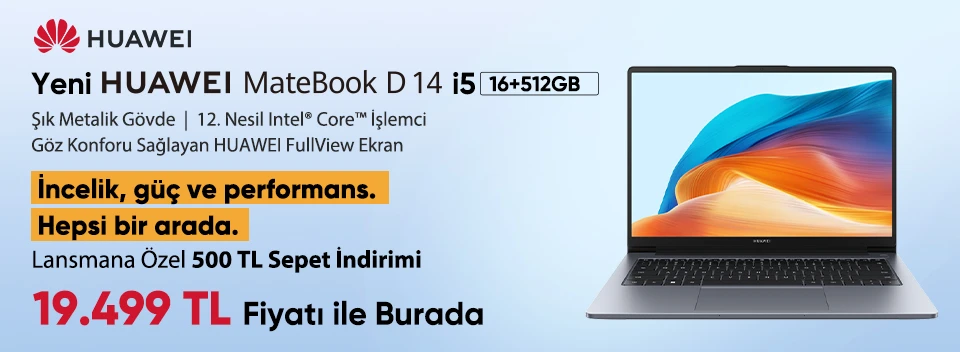 HUAWEI
Yeni HUAWEI MateBook D 14 i5 16+512GB
Şık Metalik Gövde | 12. Nesil Intel® Core™ İşlemci
Göz Konforu Sağlayan HUAWEI FullView Ekran
İncelik, güç ve performans.
Hepsi bir arada.
Lansmana Özel 500 TL Sepet İndirimi
19.499 TL Fiyatı ile Burada
HUAWEI